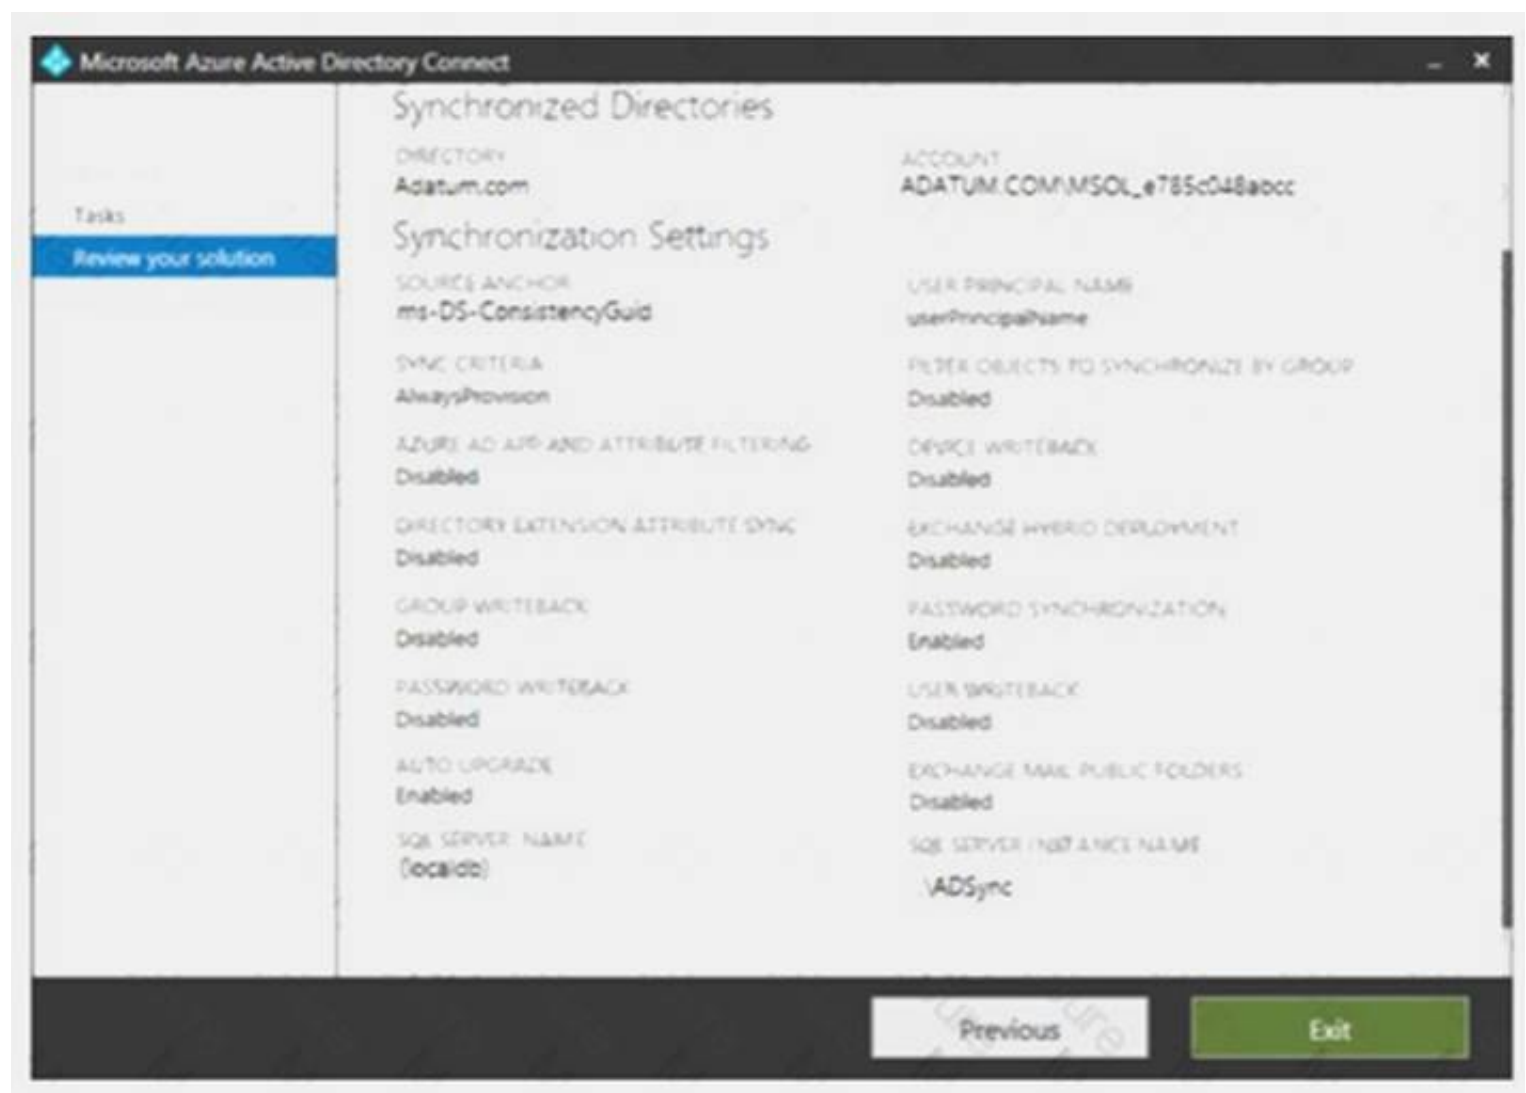 Microsoft Azure Active Directory Connect
Synchronized Directories
DIRECTORY
Adatum.com
ACCOUNT
ADATUM.COM\MSOL_e785c048abcc
Tasks
Review your solution
Synchronization Settings
SOURCE ANCHOR
ms-DS-ConsistencyGuid
USER PRINCIPAL NAME
userPrincipalName
SYNC CRITERIA
AlwaysProvision
FILTER OBJECTS TO SYNCHRONIZE BY GROUP
Disabled
AZURE AD APP AND ATTRIBUTE FILTERING
Disabled
DEVICE WRITEBACK
Disabled
DIRECTORY EXTENSION ATTRIBUTE SYNC
Disabled
EXCHANGE HYBRID DEPLOYMENT
Disabled
GROUP WRITEBACK
Disabled
PASSWORD SYNCHRONIZATION
Enabled
PASSWORD WRITEBACK
Disabled
USER WRITEBACK
Disabled
AUTO UPGRADE
Enabled
EXCHANGE MAIL PUBLIC FOLDERS
Disabled
SQL SERVER NAME
(localdb)
SQL SERVER INSTANCE NAME
.\ADSync
Previous
Exit